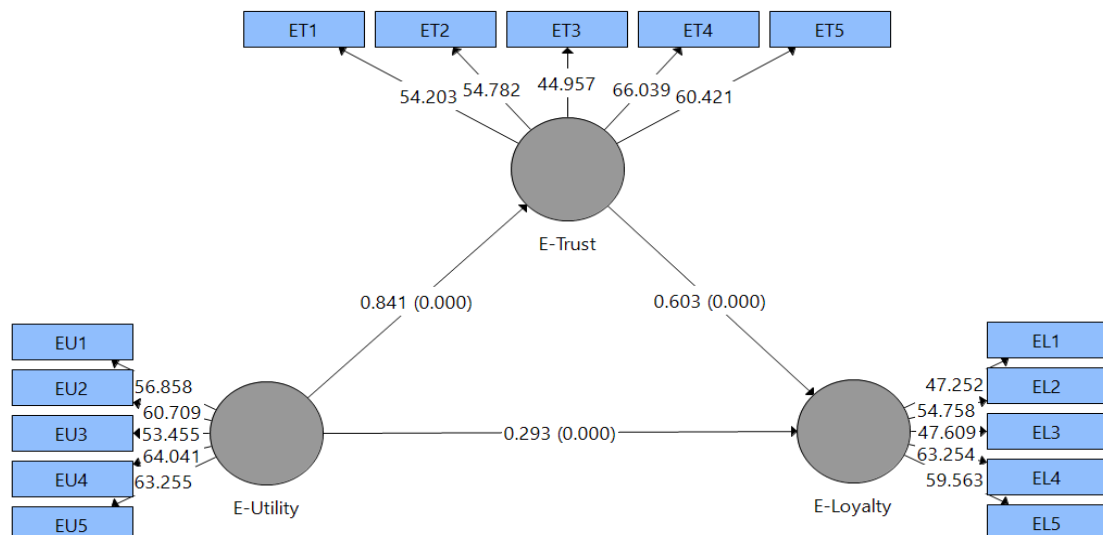 ET1 ET2 ET3 ET4 ET5
54.203 54.782 44.957 66.039 60.421
E-Trust
0.841 (0.000)
0.603 (0.000)
EU1
EU2
EU3
EU4
EU5
56.858
60.709
53.455
64.041
63.255
E-Utility
0.293 (0.000)
E-Loyalty
47.252
54.758
47.609
63.254
59.563
EL1
EL2
EL3
EL4
EL5